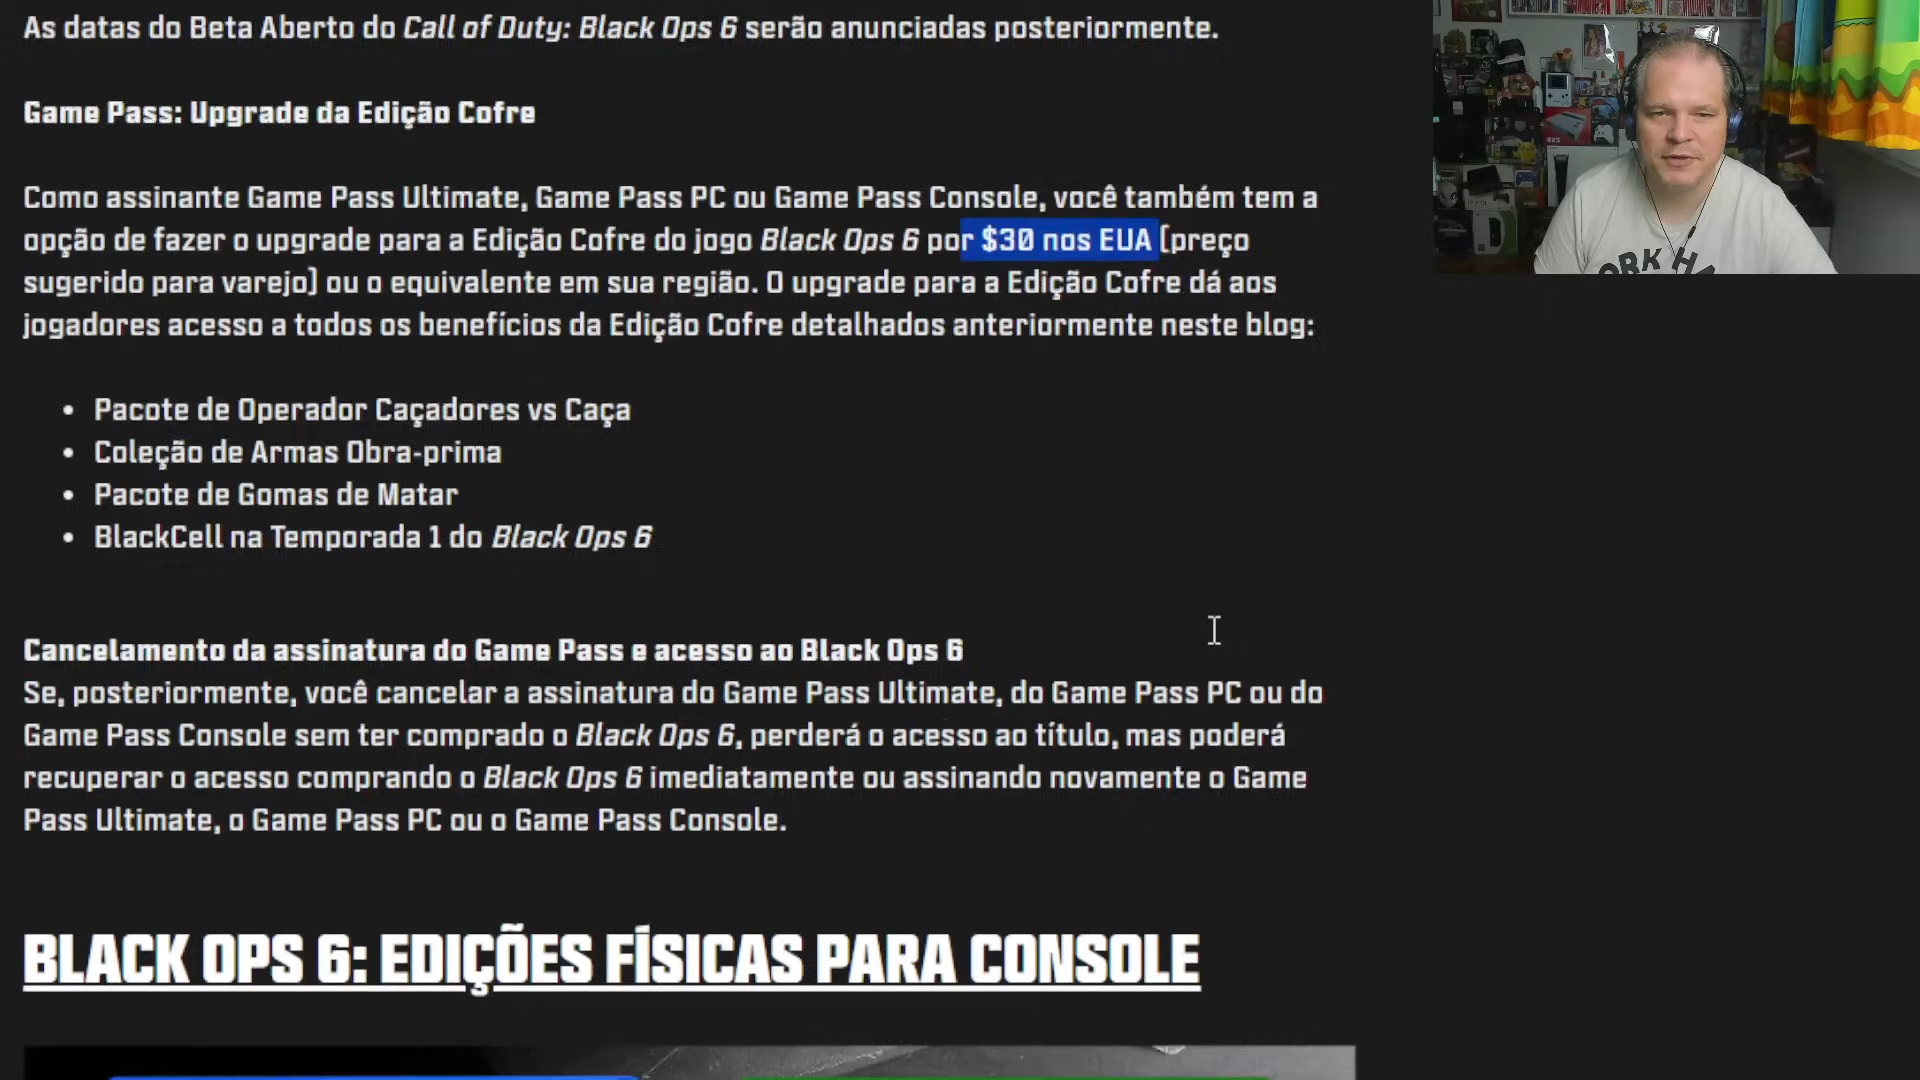 As datas do Beta Aberto do Call of Duty: Black Ops 6 serão anunciadas posteriormente.
Game Pass: Upgrade da Edição Cofre
Como assinante Game Pass Ultimate, Game Pass PC ou Game Pass Console, você também tem a
opção de fazer o upgrade para a Edição Cofre do jogo Black Ops 6 por $30 nos EUA (preço
sugerido para varejo) ou o equivalente em sua região. O upgrade para a Edição Cofre dá aos
jogadores acesso a todos os benefícios da Edição Cofre detalhados anteriormente neste blog:
• Pacote de Operador Caçadores vs Caça
• Coleção de Armas Obra-prima
• Pacote de Gomas de Matar
• BlackCell na Temporada 1 do Black Ops 6
Cancelamento da assinatura do Game Pass e acesso ao Black Ops 6
Se, posteriormente, você cancelar a assinatura do Game Pass Ultimate, do Game Pass PC ou do
Game Pass Console sem ter comprado o Black Ops 6, perderá o acesso ao título, mas poderá
recuperar o acesso comprando o Black Ops 6 imediatamente ou assinando novamente o Game
Pass Ultimate, o Game Pass PC ou o Game Pass Console.
BLACK OPS 6: EDIÇÕES FÍSICAS PARA CONSOLE